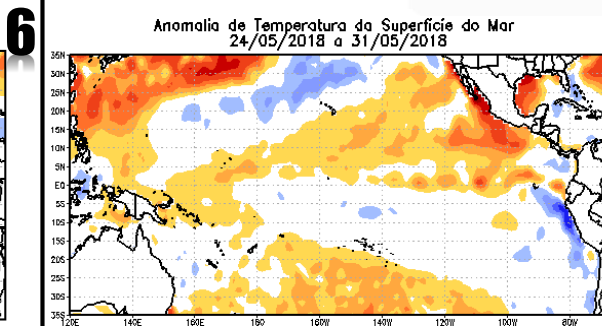 6
Anomalia de Temperatura da Superfície do Mar
24/05/2018 a 31/05/2018
35N
30N
25N
20N
15N
10N
5N
EQ
5S
10S
15S
20S
25S
30S
35S
120E 140E 160E 180 160W 140W 120W 100W 80W